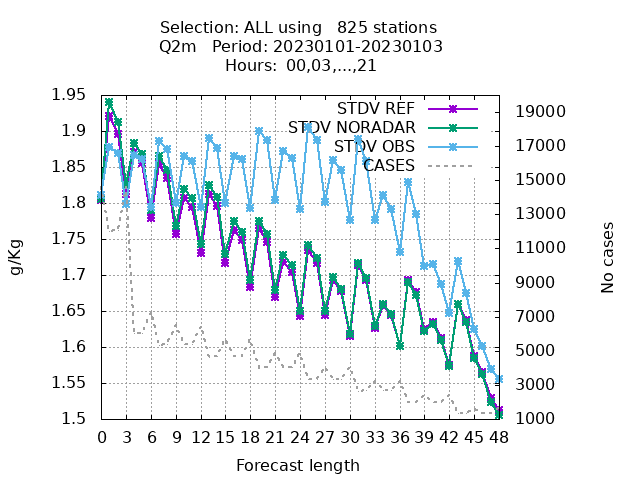 Selection: ALL using   825 stations
Q2m   Period: 20230101-20230103
Hours: 00,03,...,21
1.95
1.9
1.85
1.8
1.75
1.7
1.65
1.6
1.55
1.5
g/Kg
STDV REF
STDV NORADAR
STDV OBS
CASES
19000
17000
15000
13000
11000
9000
7000
5000
3000
1000
No cases
0 3 6 9 12 15 18 21 24 27 30 33 36 39 42 45 48
Forecast length